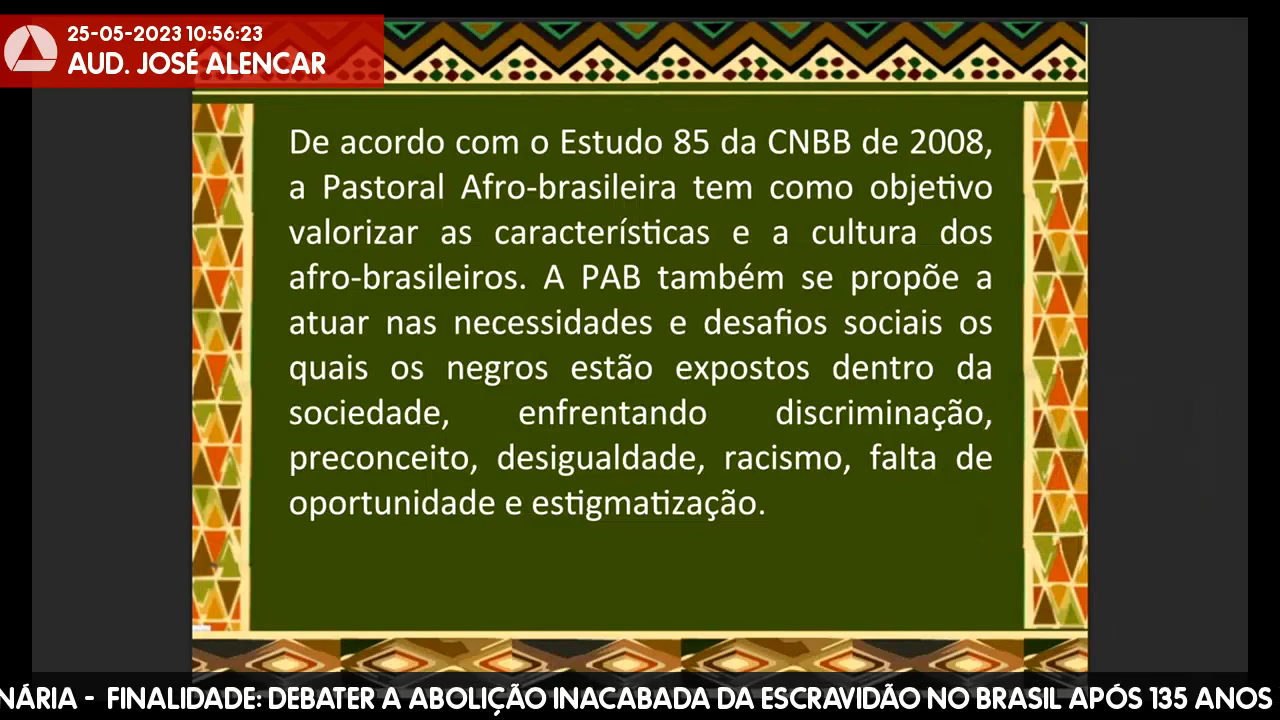 25-05-2023 10:56:23
AUD. JOSÉ ALENCAR
De acordo com o Estudo 85 da CNBB de 2008,
a Pastoral Afro-brasileira tem como objetivo
valorizar as características e a cultura dos
afro-brasileiros. A PAB também se propõe a
atuar nas necessidades e desafios sociais os
quais os negros estão expostos dentro da
sociedade, enfrentando discriminação,
preconceito, desigualdade, racismo, falta de
oportunidade e estigmatização.
NÁRIA - FINALIDADE: DEBATER A ABOLIÇÃO INACABADA DA ESCRAVIDÃO NO BRASIL APÓS 135 ANOS